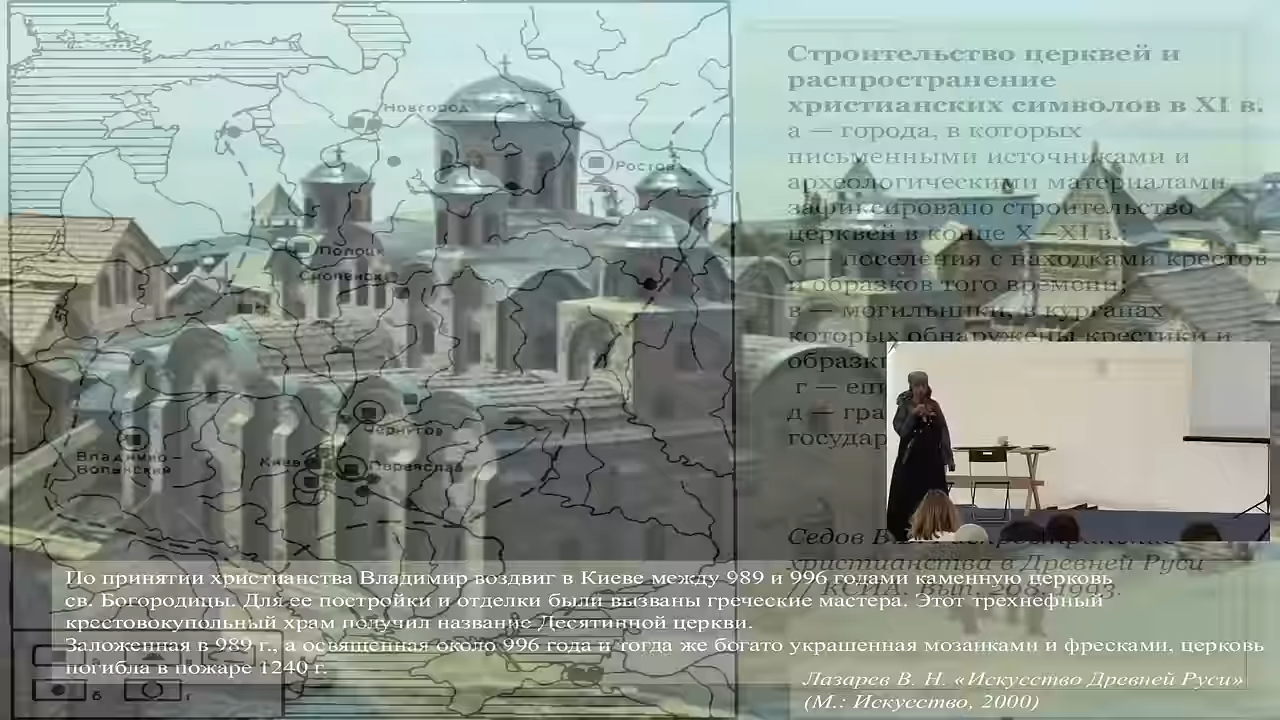 Строительство церквей и
распространение
христианских символов в XI в.
а — города, в которых
письменными источниками и
археологическими материалами
зафиксировано строительство
церквей в конце X—XI в.;
б — поселения с находками крестов
и образков того времени;
в — могильники, в курганах
которых обнаружены крестики и
образк
г — еп
д — гра
государ
Новгород
Ростов
Полоцк
Смоленск
Чернигов
Владимир-
Волынский
Киев
Переяслав
Седов В.
христианства в Древней Руси
// КСИА. Вып. 208. 1993.
По принятии христианства Владимир воздвиг в Киеве между 989 и 996 годами каменную церковь
св. Богородицы. Для ее постройки и отделки были вызваны греческие мастера. Этот трехнефный
крестовокупольный храм получил название Десятинной церкви.
Заложенная в 989 г., а освященная около 996 года и тогда же богато украшенная мозаиками и фресками, церковь
погибла в пожаре 1240 г.
Лазарев В. Н. «Искусство Древней Руси»
(М.: Искусство, 2000)
б
г